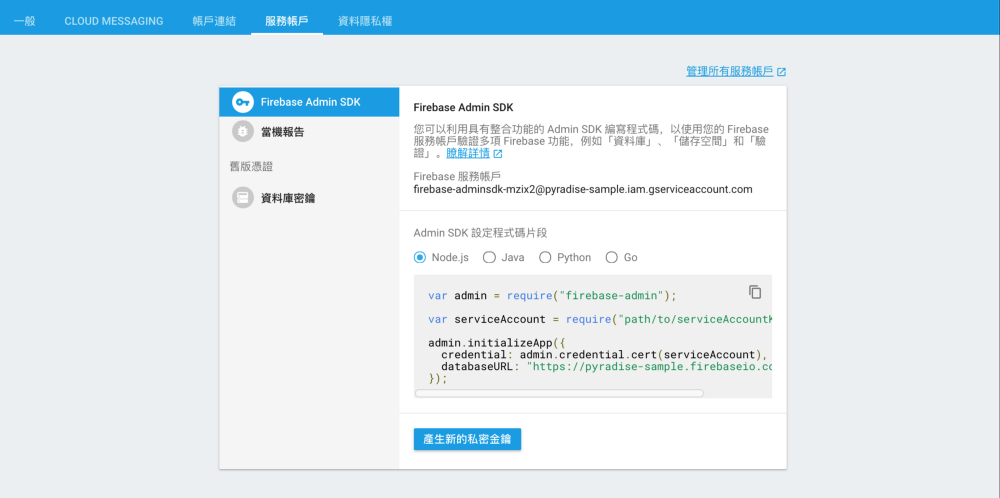 一般 CLOUD MESSAGING 帳戶連結 服務帳戶 資料隱私權
管理所有服務帳戶
Firebase Admin SDK
當機報告
舊版憑證
資料庫密鑰
Firebase Admin SDK
您可以利用具有整合功能的 Admin SDK 編寫程式碼，以使用您的 Firebase
服務帳戶驗證多項 Firebase 功能，例如「資料庫」、「儲存空間」和「驗
證」。瞭解詳情
Firebase 服務帳戶
firebase-adminsdk-mzix2@pyradise-sample.iam.gserviceaccount.com
Admin SDK 設定程式碼片段
Node.js Java Python Go
var admin = require("firebase-admin");
var serviceAccount = require("path/to/serviceAccountK
admin.initializeApp({
  credential: admin.credential.cert(serviceAccount),
  databaseURL: "https://pyradise-sample.firebaseio.co
});
產生新的私密金鑰